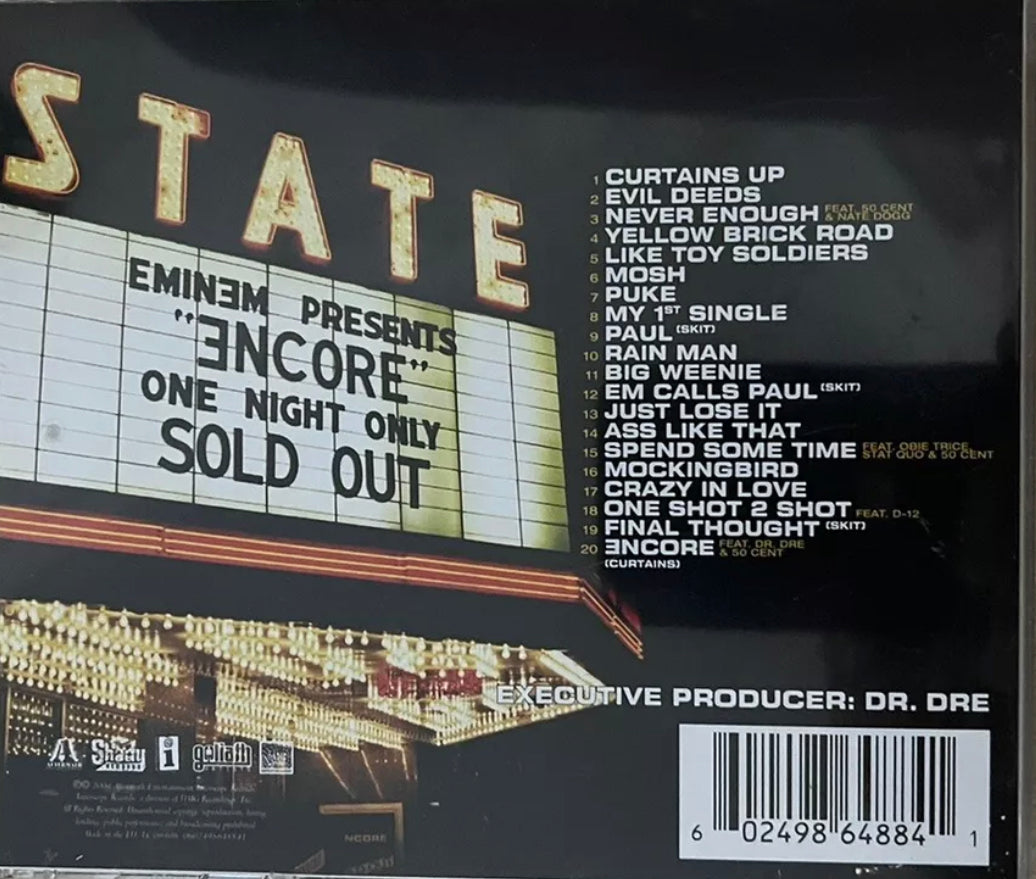 STATE
EMINƎM PRESENTS
"ƎNCORE"
ONE NIGHT ONLY
SOLD OUT
1 CURTAINS UP
2 EVIL DEEDS
3 NEVER ENOUGH FEAT. 50 CENT & NATE DOGG
4 YELLOW BRICK ROAD
5 LIKE TOY SOLDIERS
6 MOSH
7 PUKE
8 MY 1ST SINGLE
9 PAUL (SKIT)
10 RAIN MAN
11 BIG WEENIE
12 EM CALLS PAUL (SKIT)
13 JUST LOSE IT
14 ASS LIKE THAT
15 SPEND SOME TIME FEAT. OBIE TRICE, STAT QUO & 50 CENT
16 MOCKINGBIRD
17 CRAZY IN LOVE
18 ONE SHOT 2 SHOT FEAT. D-12
19 FINAL THOUGHT (SKIT)
20 ƎNCORE FEAT. DR. DRE & 50 CENT
(CURTAINS)
EXECUTIVE PRODUCER: DR. DRE
AFTERMATH Shady RECORDS i goliath
NCORE
6 02498 64884 1